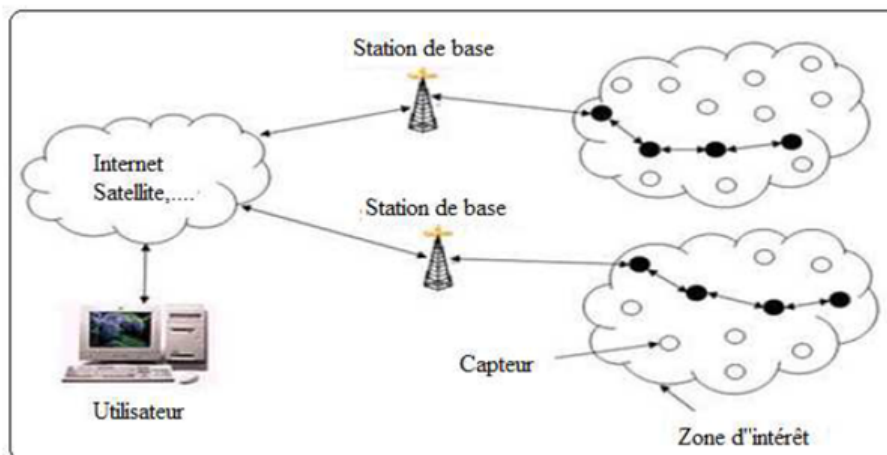 Station de base
Internet
Satellite,....
Station de base
Capteur
Utilisateur
Zone d"intérêt